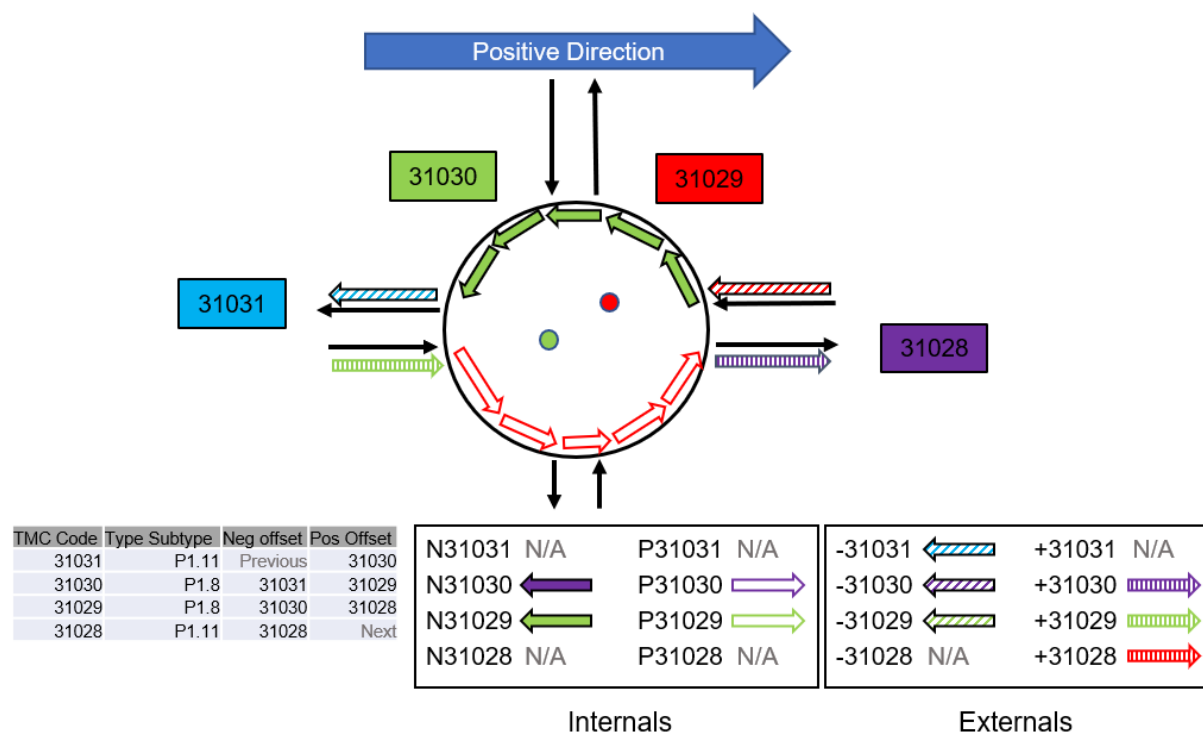 Positive Direction
31030
31029
31031
31028
TMC Code Type Subtype Neg offset Pos Offset
31031 P1.11 Previous 31030
31030 P1.8 31031 31029
31029 P1.8 31030 31028
31028 P1.11 31028 Next
N31031 N/A P31031 N/A
N31030 P31030
N31029 P31029
N31028 N/A P31028 N/A
Internals
-31031 +31031 N/A
-31030 +31030
-31029 +31029
-31028 N/A +31028
Externals